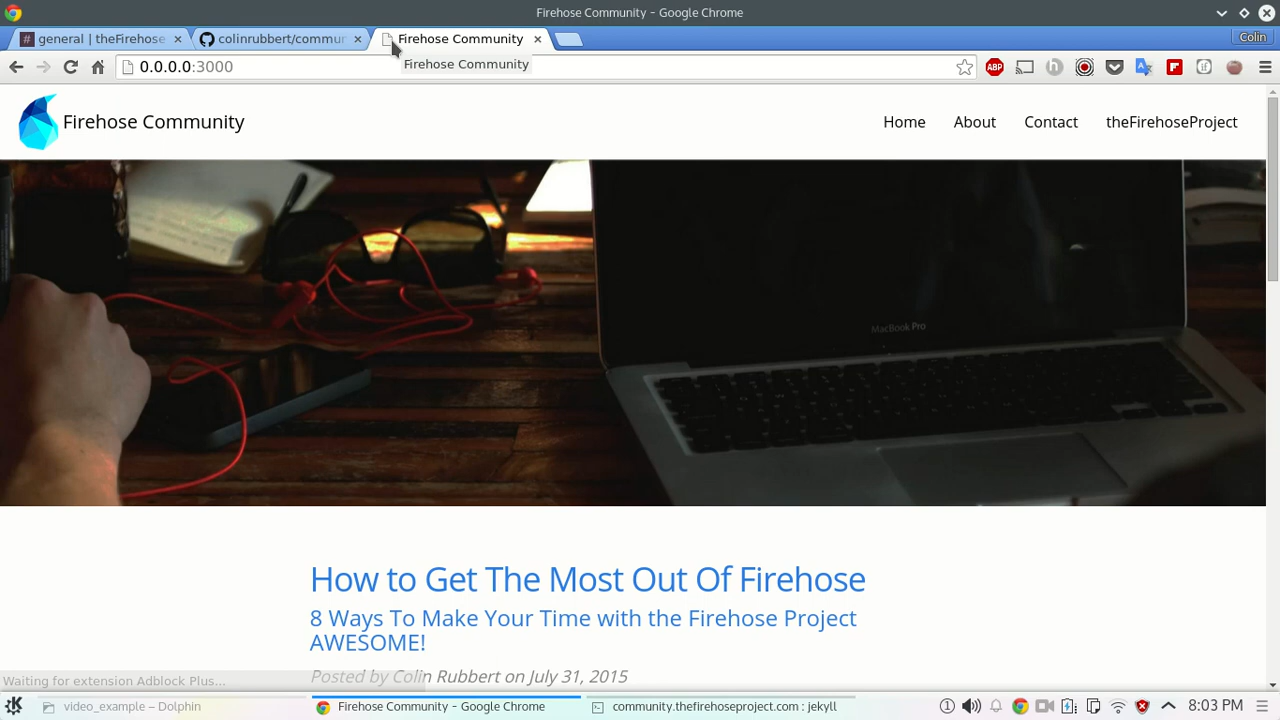 Firehose Community - Google Chrome
general | theFirehose
colinrubbert/commun
Firehose Community
Colin
0.0.0.0:3000
Firehose Community
ABP
h
if
Firehose Community
Home
About
Contact
theFirehoseProject
MacBook Pro
How to Get The Most Out Of Firehose
8 Ways To Make Your Time with the Firehose Project
AWESOME!
Posted by Colin Rubbert on July 31, 2015
Waiting for extension Adblock Plus...
video_example – Dolphin
Firehose Community - Google Chrome
community.thefirehoseproject.com : jekyll
8:03 PM